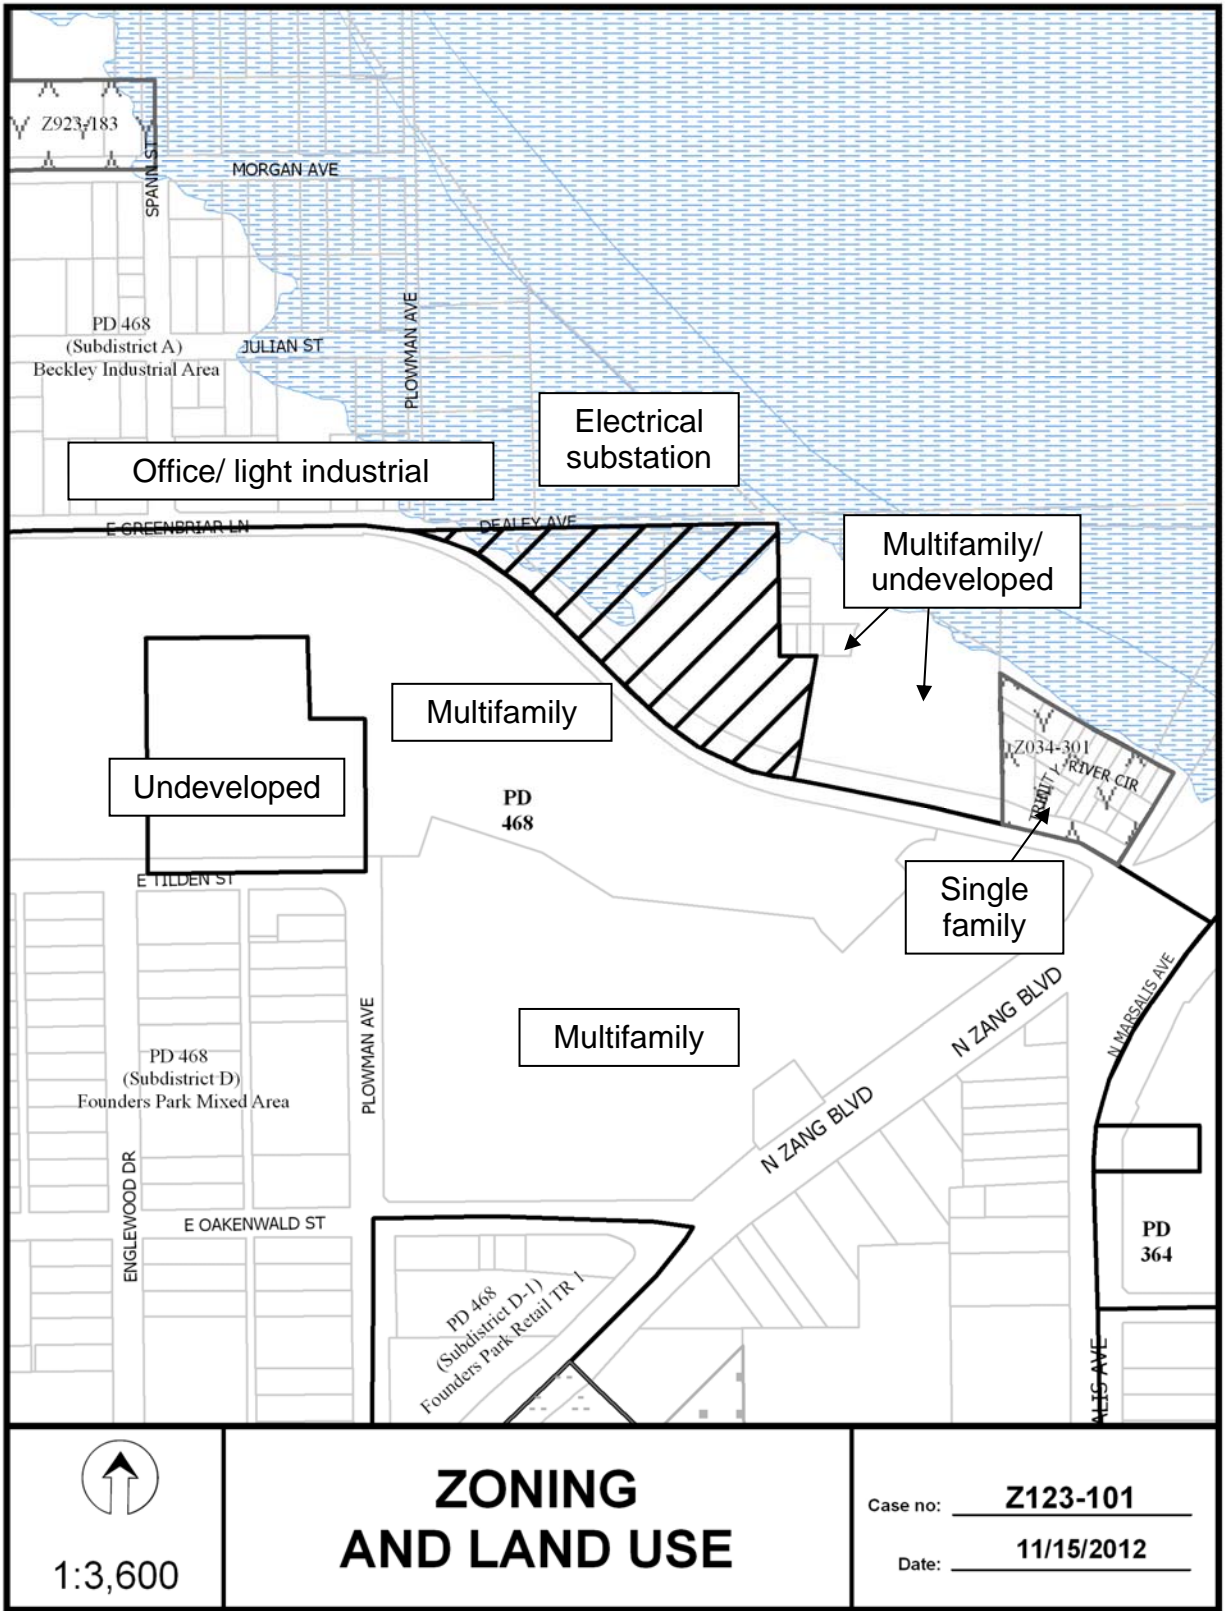 Z923-183
SPANN ST
MORGAN AVE
PD 468
(Subdistrict A)
Beckley Industrial Area
JULIAN ST
PLOWMAN AVE
Electrical
substation
Office/ light industrial
E GREENBRIAR LN
DEALEY AVE
Multifamily/
undeveloped
Multifamily
Undeveloped
PD
468
Z034-301
TRINITY RIVER CIR
Single
family
E TILDEN ST
N MARSALIS AVE
N ZANG BLVD
Multifamily
PLOWMAN AVE
PD 468
(Subdistrict D)
Founders Park Mixed Area
N ZANG BLVD
ENGLEWOOD DR
E OAKENWALD ST
PD
364
PD 468
(Subdistrict D-1)
Founders Park Retail TR 1
ALIS AVE
1:3,600
ZONING
AND LAND USE
Case no: Z123-101
Date: 11/15/2012